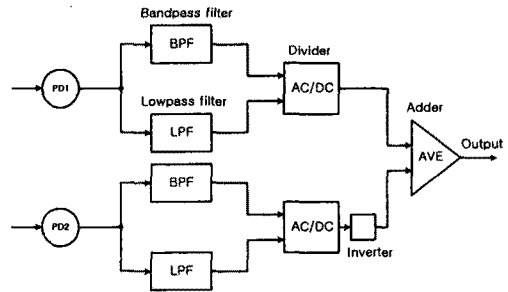 Bandpass filter
BPF
Divider
PD1
AC/DC
Lowpass filter
Adder
LPF
Output
AVE
BPF
PD2
AC/DC
Inverter
LPF